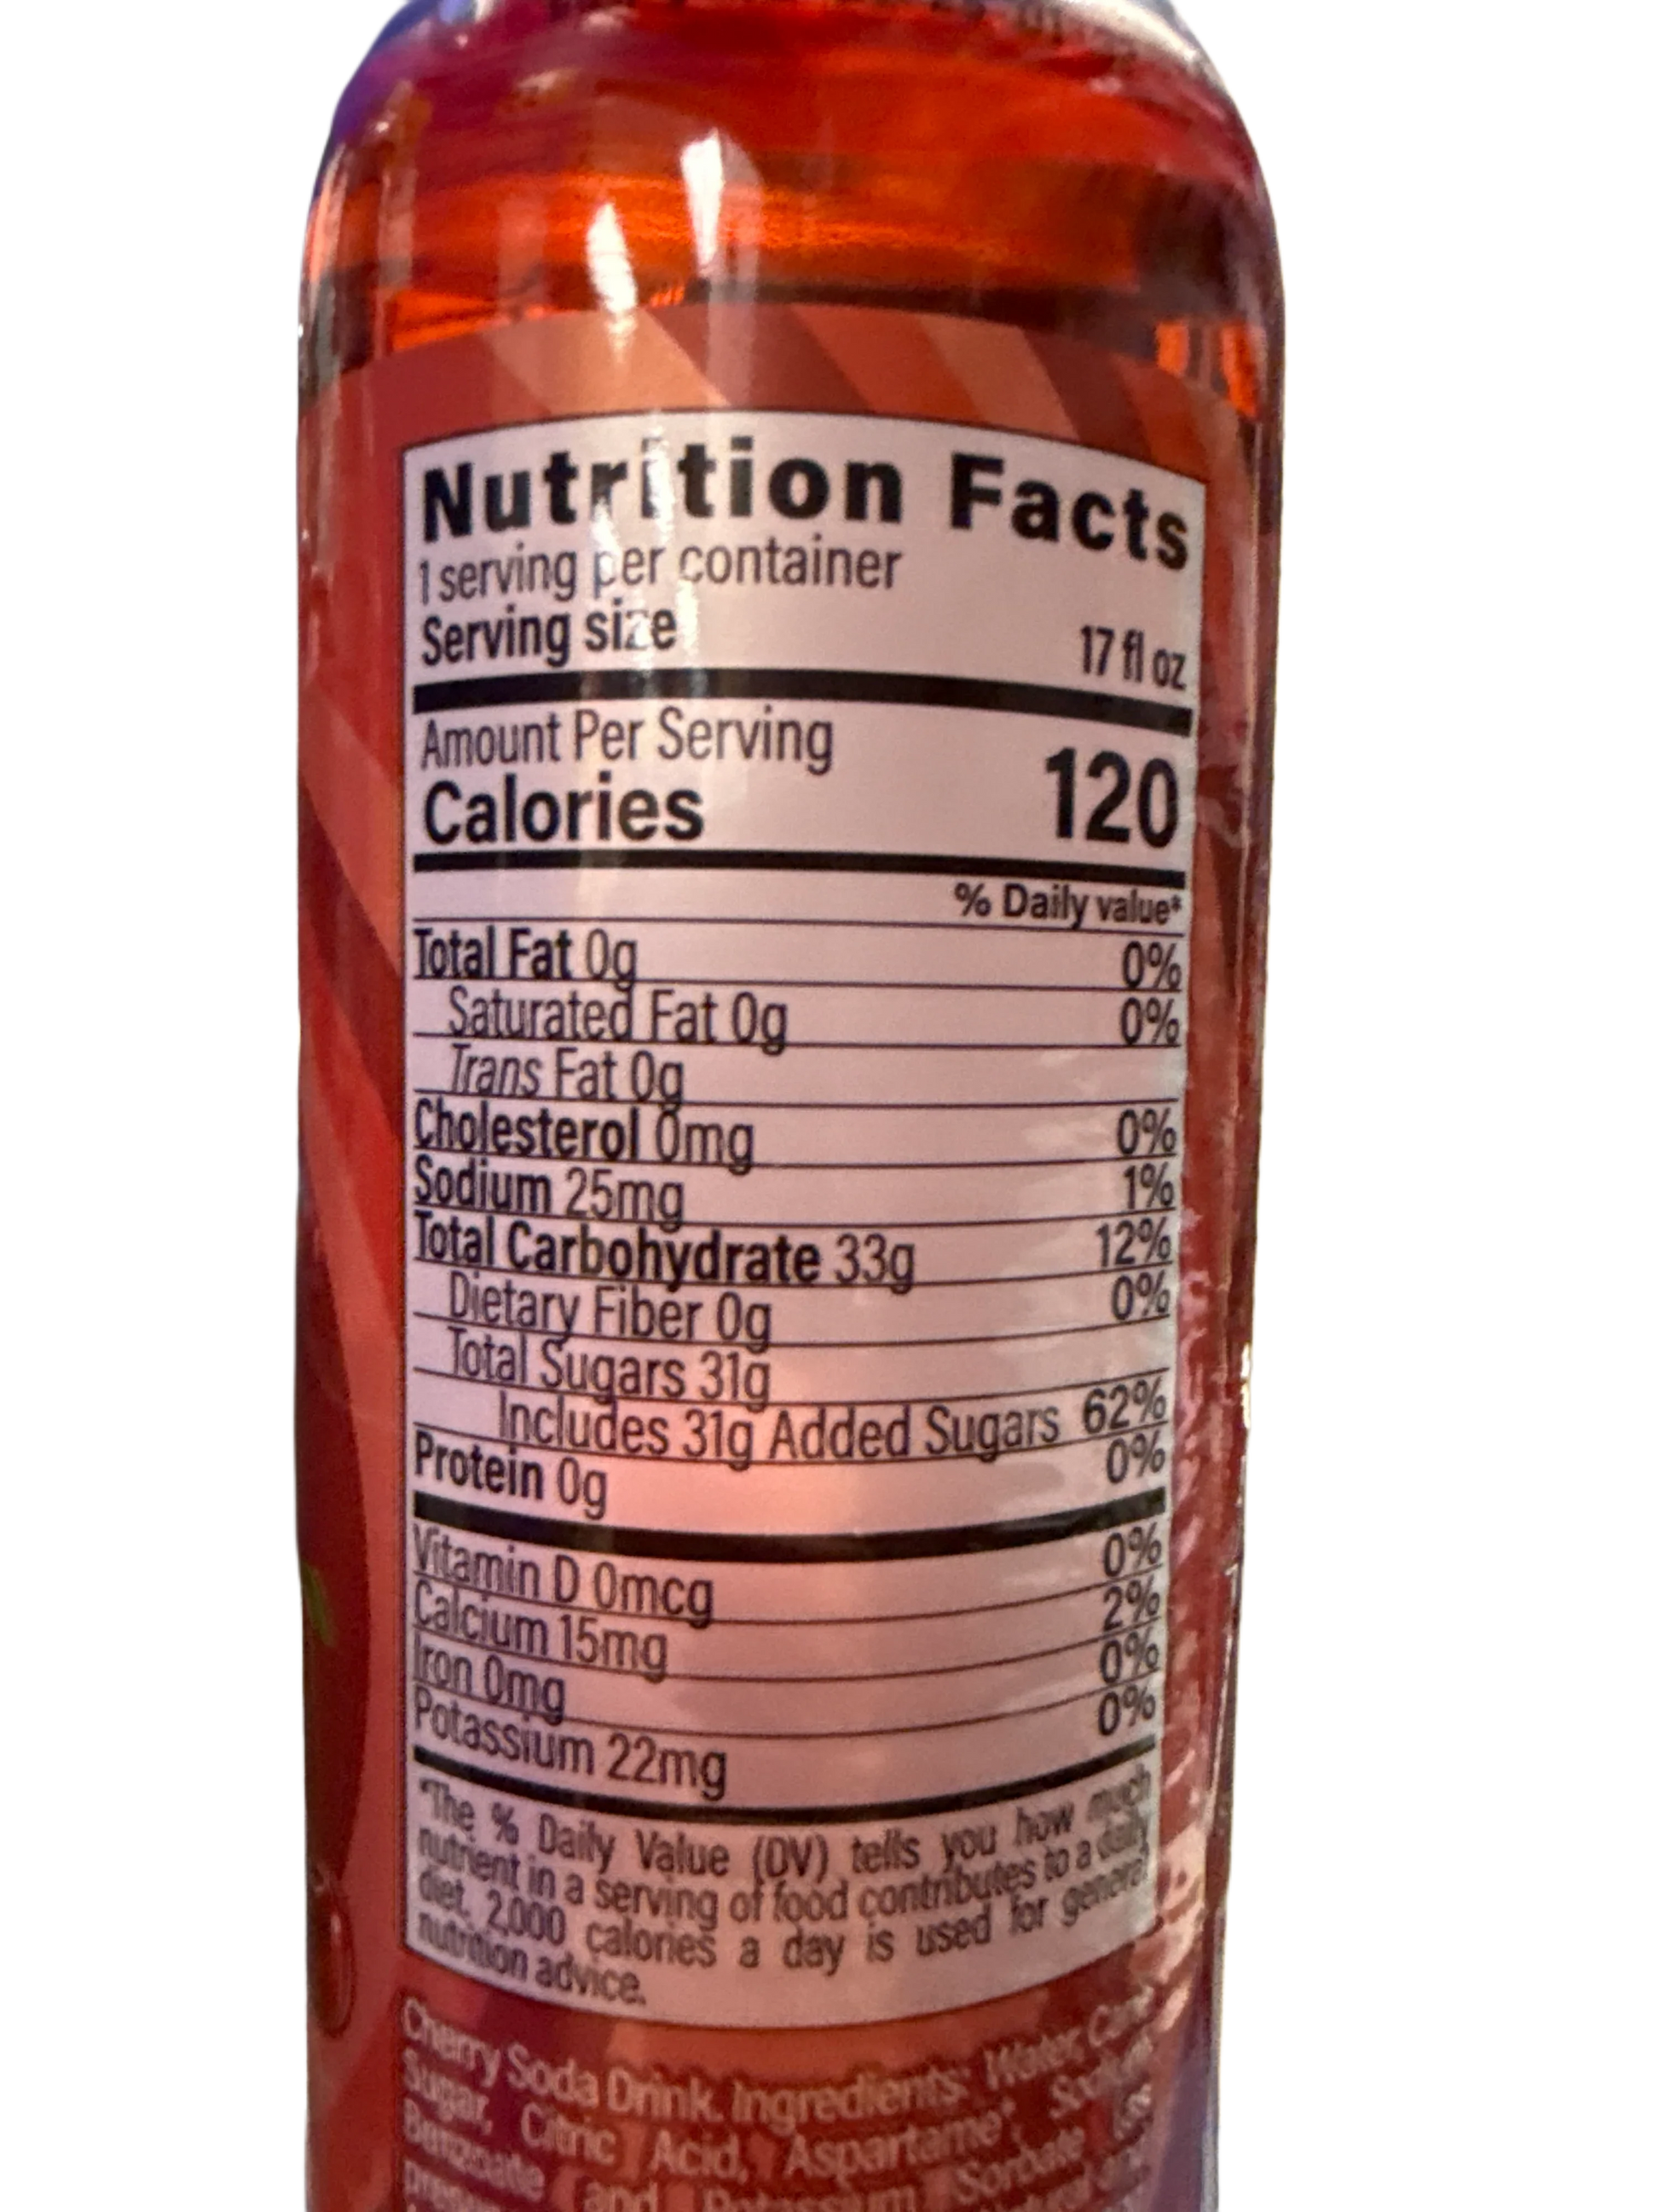 Nutrition Facts
1 serving per container
Serving size 17 fl oz
Amount Per Serving
Calories 120
% Daily value*
Total Fat 0g 0%
Saturated Fat 0g 0%
Trans Fat 0g
Cholesterol 0mg 0%
Sodium 25mg 1%
Total Carbohydrate 33g 12%
Dietary Fiber 0g 0%
Total Sugars 31g
Includes 31g Added Sugars 62%
Protein 0g 0%
Vitamin D 0mcg 0%
Calcium 15mg 2%
Iron 0mg 0%
Potassium 22mg 0%
*The % Daily Value (DV) tells you how much
nutrient in a serving of food contributes to a daily
diet. 2,000 calories a day is used for general
nutrition advice.
Cherry Soda Drink. Ingredients: Water, Cane
Sugar, Citric Acid, Aspartame*, Sodium
Benzoate and Potassium Sorbate (as